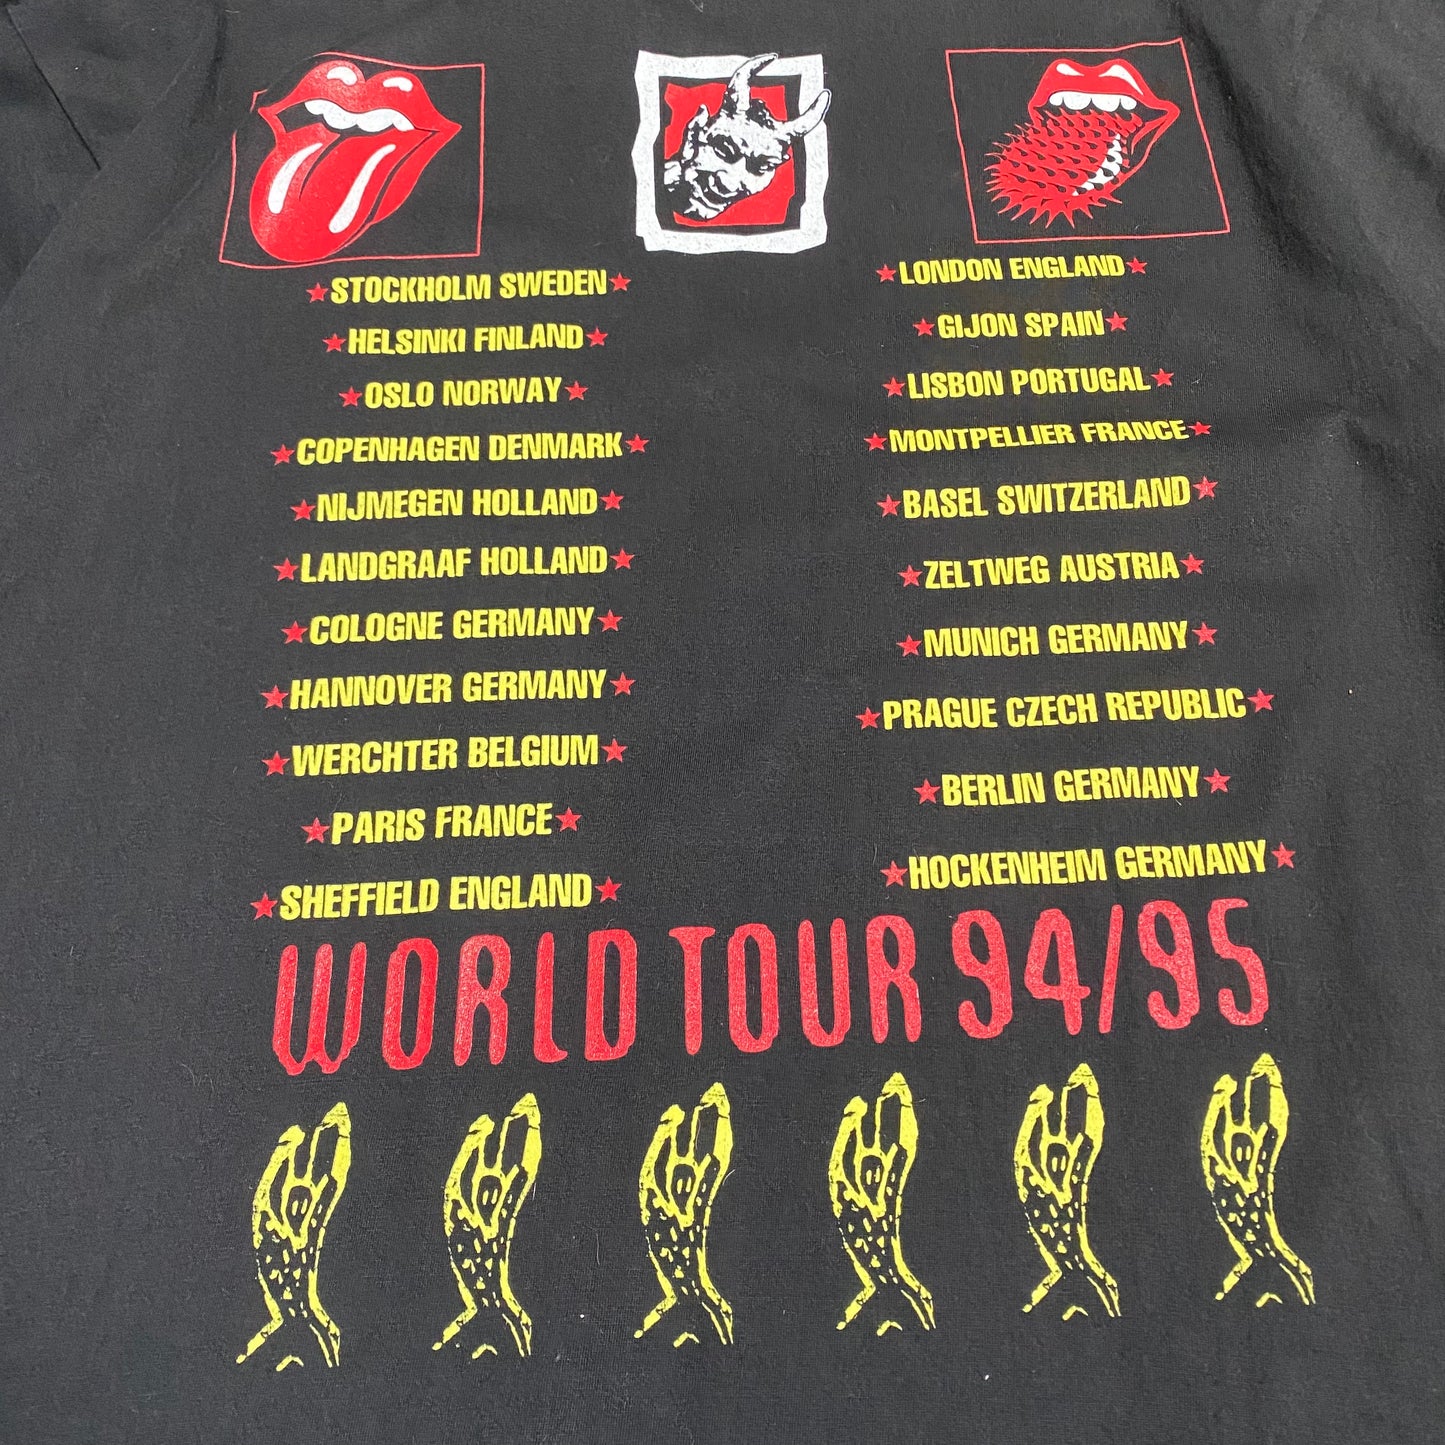 STOCKHOLM SWEDEN
HELSINKI FINLAND
OSLO NORWAY
COPENHAGEN DENMARK
NIJMEGEN HOLLAND
LANDGRAAF HOLLAND
COLOGNE GERMANY
HANNOVER GERMANY
WERCHTER BELGIUM
PARIS FRANCE
SHEFFIELD ENGLAND
LONDON ENGLAND
GIJON SPAIN
LISBON PORTUGAL
MONTPELLIER FRANCE
BASEL SWITZERLAND
ZELTWEG AUSTRIA
MUNICH GERMANY
PRAGUE CZECH REPUBLIC
BERLIN GERMANY
HOCKENHEIM GERMANY
WORLD TOUR 94/95